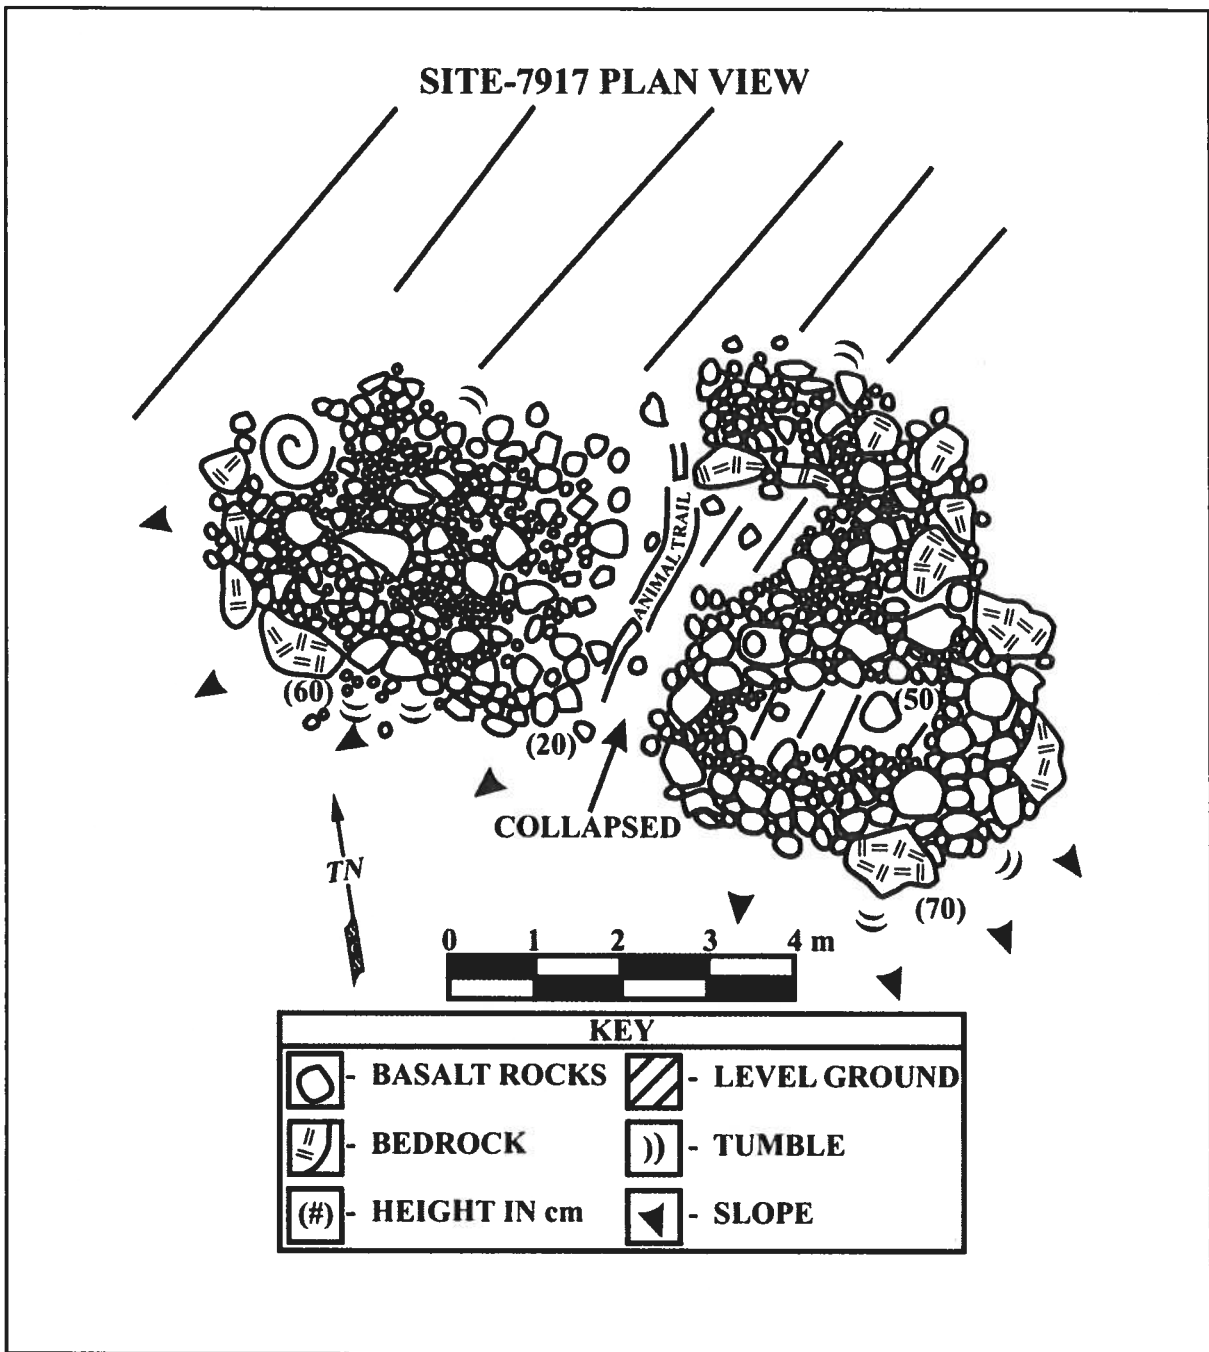 SITE-7917 PLAN VIEW
ANIMAL TRAIL
(60)
(50)
(20)
COLLAPSED
TN
(70)
0 1 2 3 4 m
KEY
(#)
- BASALT ROCKS
- LEVEL GROUND
- BEDROCK
)) - TUMBLE
- HEIGHT IN cm
- SLOPE